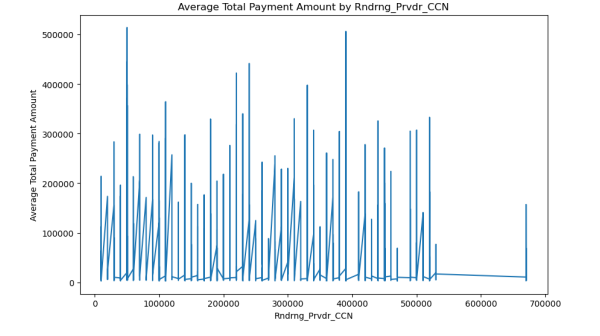 Average Total Payment Amount by Rndrng_Prvdr_CCN
500000
400000
300000
200000
100000
0
Average Total Payment Amount
0 100000 200000 300000 400000 500000 600000 700000
Rndrng_Prvdr_CCN